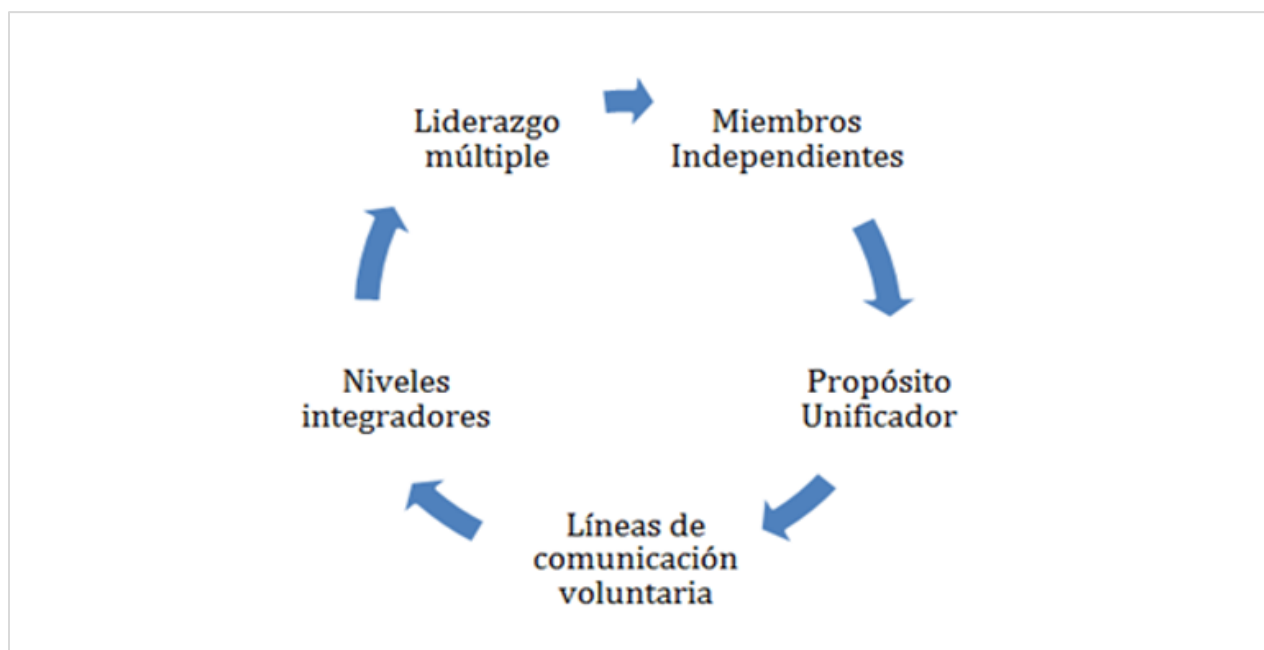 Liderazgo
múltiple
Miembros
Independientes
Propósito
Unificador
Líneas de
comunicación
voluntaria
Niveles
integradores